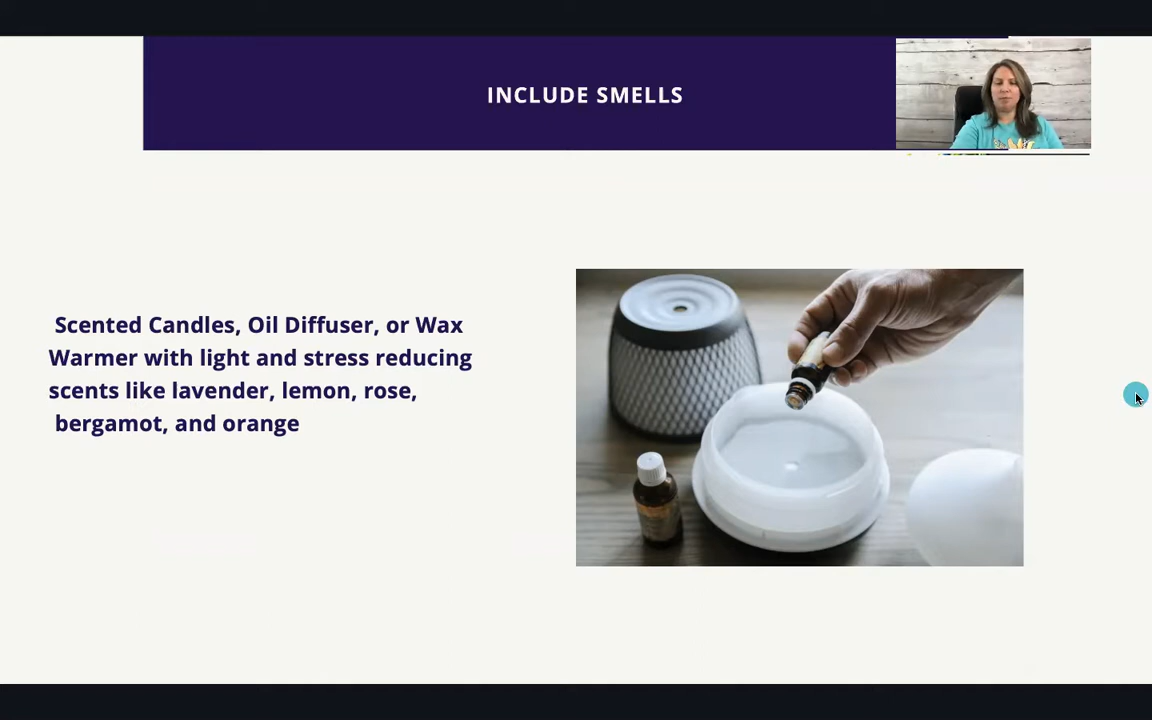 INCLUDE SMELLS
Scented Candles, Oil Diffuser, or Wax
Warmer with light and stress reducing
scents like lavender, lemon, rose,
bergamot, and orange